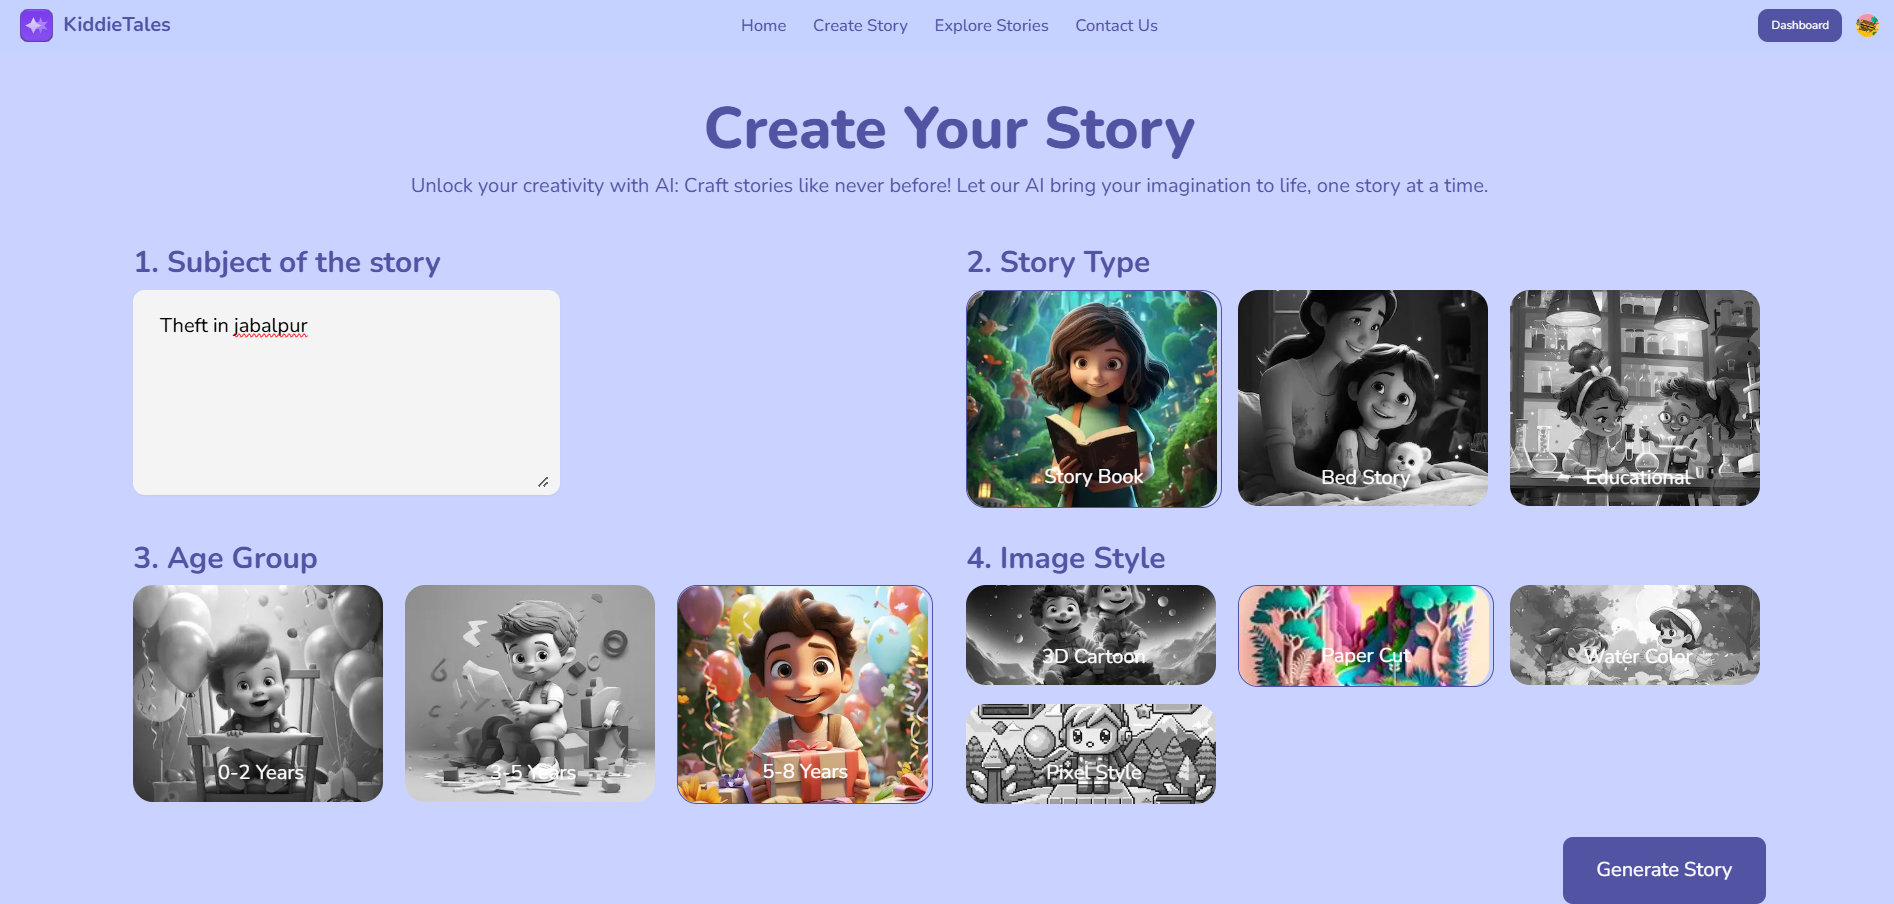 KiddieTales
Home Create Story Explore Stories Contact Us
Dashboard
Create Your Story
Unlock your creativity with AI: Craft stories like never before! Let our AI bring your imagination to life, one story at a time.
1. Subject of the story
Theft in jabalpur
2. Story Type
Story Book
Bed Story
Educational
3. Age Group
0-2 Years
3-5 Years
5-8 Years
4. Image Style
3D Cartoon
Paper Cut
Water Color
Pixel Style
Generate Story